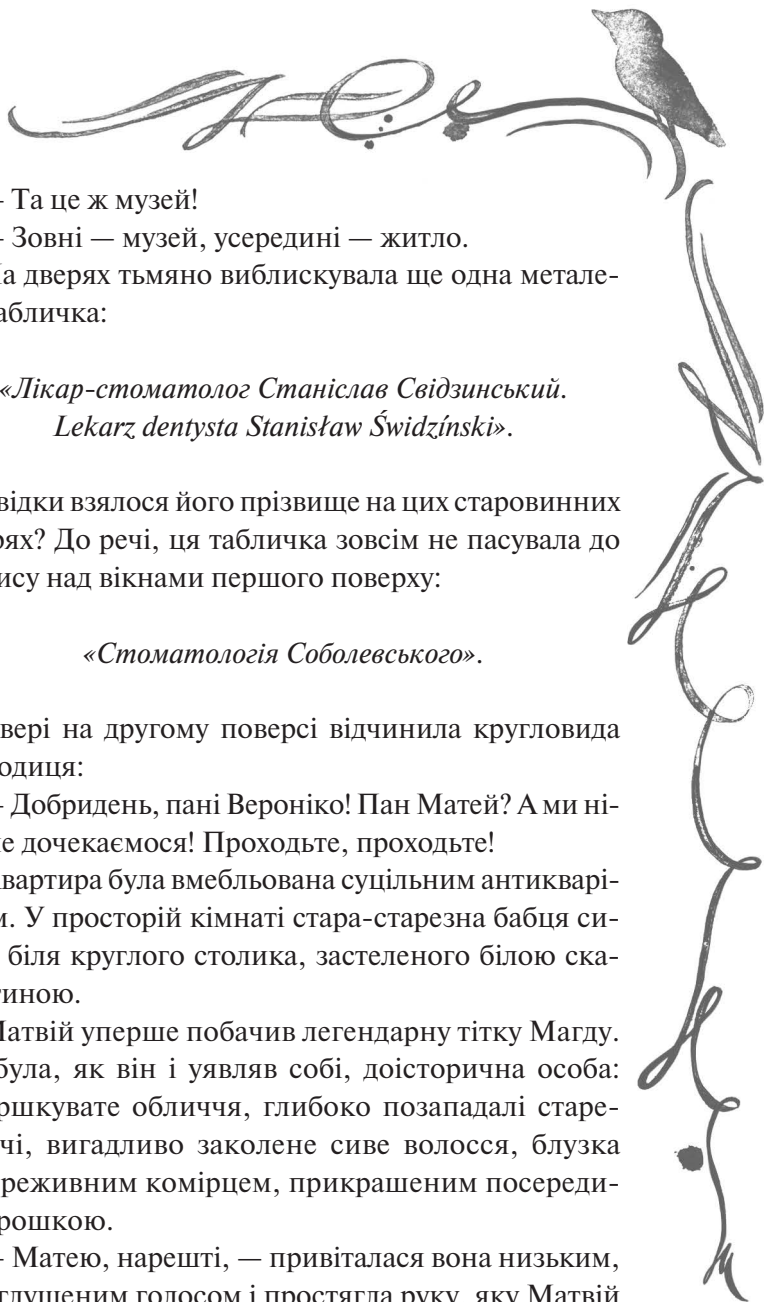 – Та це ж музей!
– Зовні — музей, усередині — житло.
На дверях тьмяно виблискувала ще одна метале-
табличка:
«Лікар-стоматолог Станіслав Свідзинський.
Lekarz dentysta Stanisław Świdzínski».
відки взялося його прізвище на цих старовинних
рях? До речі, ця табличка зовсім не пасувала до
пису над вікнами першого поверху:
«Стоматологія Соболевського».
вері на другому поверсі відчинила кругловида
одиця:
– Добридень, пані Вероніко! Пан Матей? А ми ні-
не дочекаємося! Проходьте, проходьте!
Квартира була вмебльована суцільним антикварі-
м. У просторій кімнаті стара-старезна бабця си-
біля круглого столика, застеленого білою ска-
тиною.
Матвій уперше побачив легендарну тітку Магду.
була, як він і уявляв собі, доісторична особа:
ршкувате обличчя, глибоко позападалі старе-
чі, вигадливо заколене сиве волосся, блузка
реживним комірцем, прикрашеним посереди-
рошкою.
– Матею, нарешті, — привіталася вона низьким,
глушеним голосом і простягла руку, яку Матвій